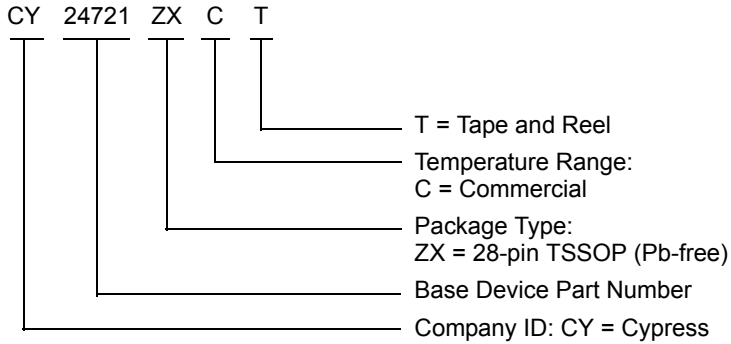 CY 24721 ZX C T
T = Tape and Reel
Temperature Range:
C = Commercial
Package Type:
ZX = 28-pin TSSOP (Pb-free)
Base Device Part Number
Company ID: CY = Cypress